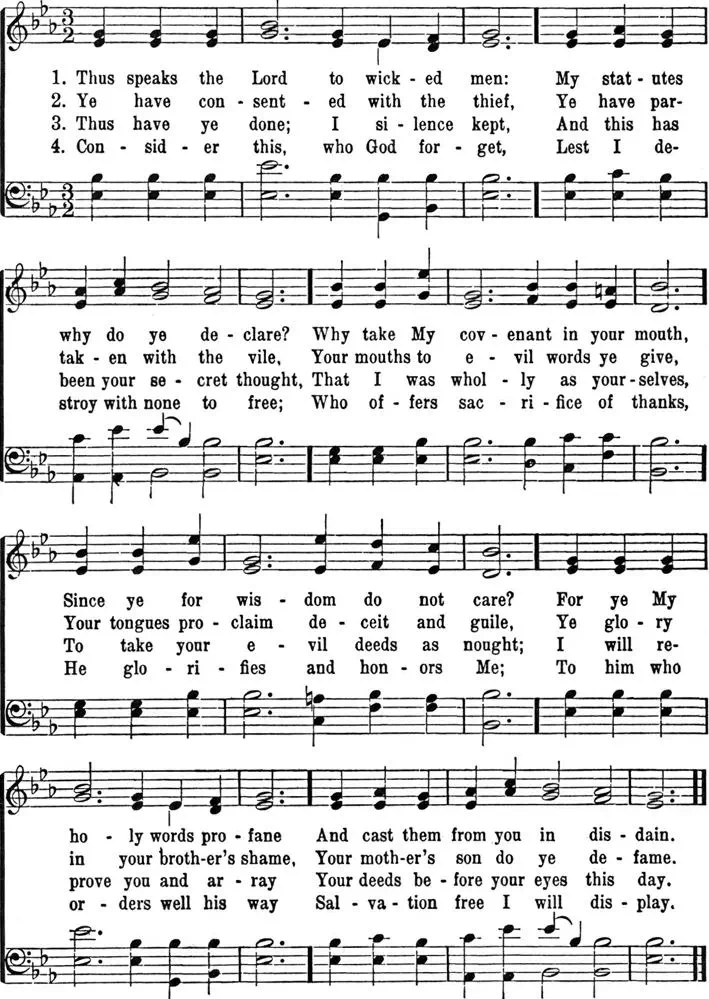 1. Thus speaks the Lord to wick - ed men: My stat - utes
2. Ye have con - sent - ed with the thief, Ye have par-
3. Thus have ye done; I si - lence kept, And this has
4. Con - sid - er this, who God for - get, Lest I de-
why do ye de - clare? Why take My cov - enant in your mouth,
tak - en with the vile, Your mouths to e - vil words ye give,
been your se - cret thought, That I was whol - ly as your - selves,
stroy with none to free; Who of - fers sac - ri - fice of thanks,
Since ye for wis - dom do not care? For ye My
Your tongues pro - claim de - ceit and guile, Ye glo - ry
To take your e - vil deeds as nought; I will re-
He glo - ri - fies and hon - ors Me; To him who
ho - ly words pro - fane And cast them from you in dis - dain.
in your broth - er's shame, Your moth - er's son do ye de - fame.
prove you and ar - ray Your deeds be - fore your eyes this day.
or - ders well his way Sal - va - tion free I will dis - play.